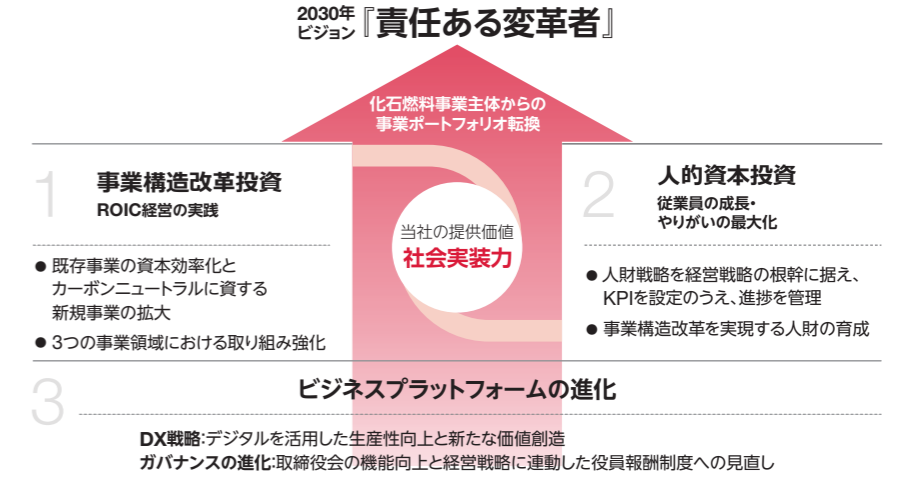 2030年
ビジョン
『責任ある変革者』
化石燃料事業主体からの
事業ポートフォリオ転換
1
事業構造改革投資
ROIC経営の実践
● 既存事業の資本効率化と
カーボンニュートラルに資する
新規事業の拡大
● 3つの事業領域における取り組み強化
当社の提供価値
社会実装力
2
人的資本投資
従業員の成長・
やりがいの最大化
● 人財戦略を経営戦略の根幹に据え、
KPIを設定のうえ、進捗を管理
● 事業構造改革を実現する人財の育成
3
ビジネスプラットフォームの進化
DX戦略:デジタルを活用した生産性向上と新たな価値創造
ガバナンスの進化:取締役会の機能向上と経営戦略に連動した役員報酬制度への見直し